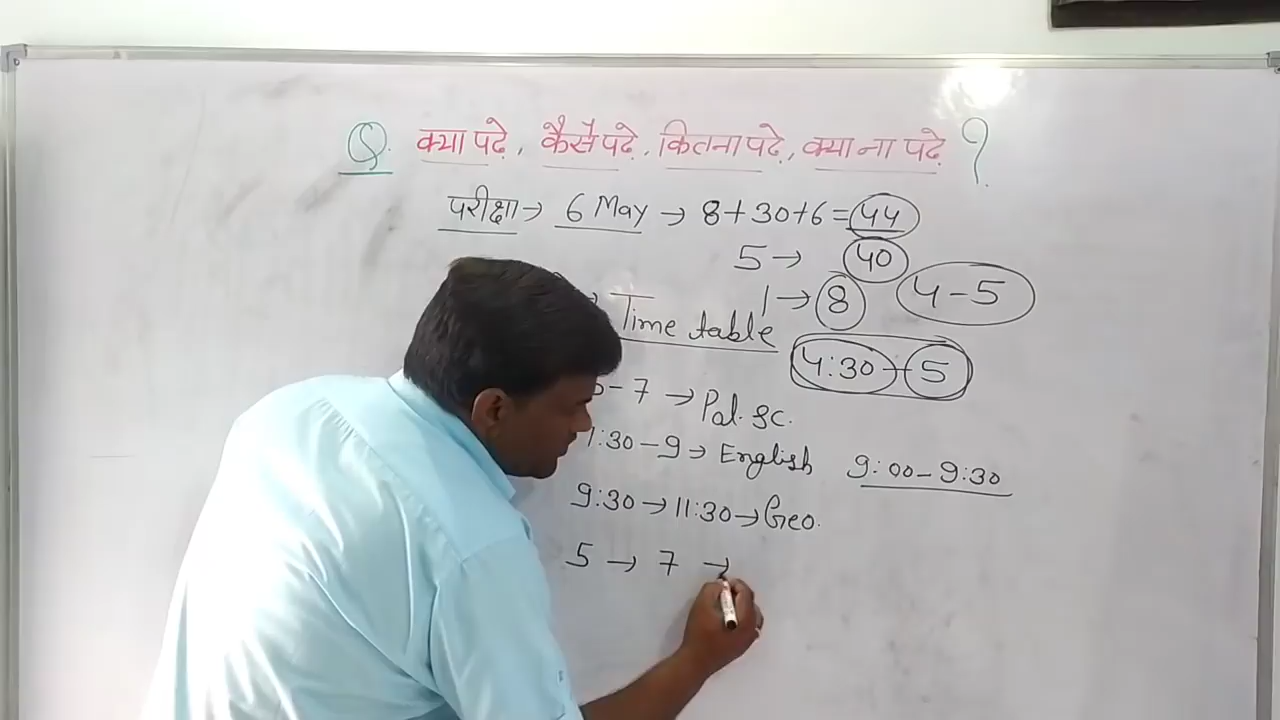 Q. क्या पढे, कैसे पढे, कितना पढे, क्या ना पढे ?
परीक्षा → 6 May → 8+30+6=44
5 → 40
1 → 8 4-5
Time table
4:30-5
- 7 → Pol. Sc.
:30-9 → English 9:00-9:30
9:30 → 11:30 → Geo.
5 → 7 →